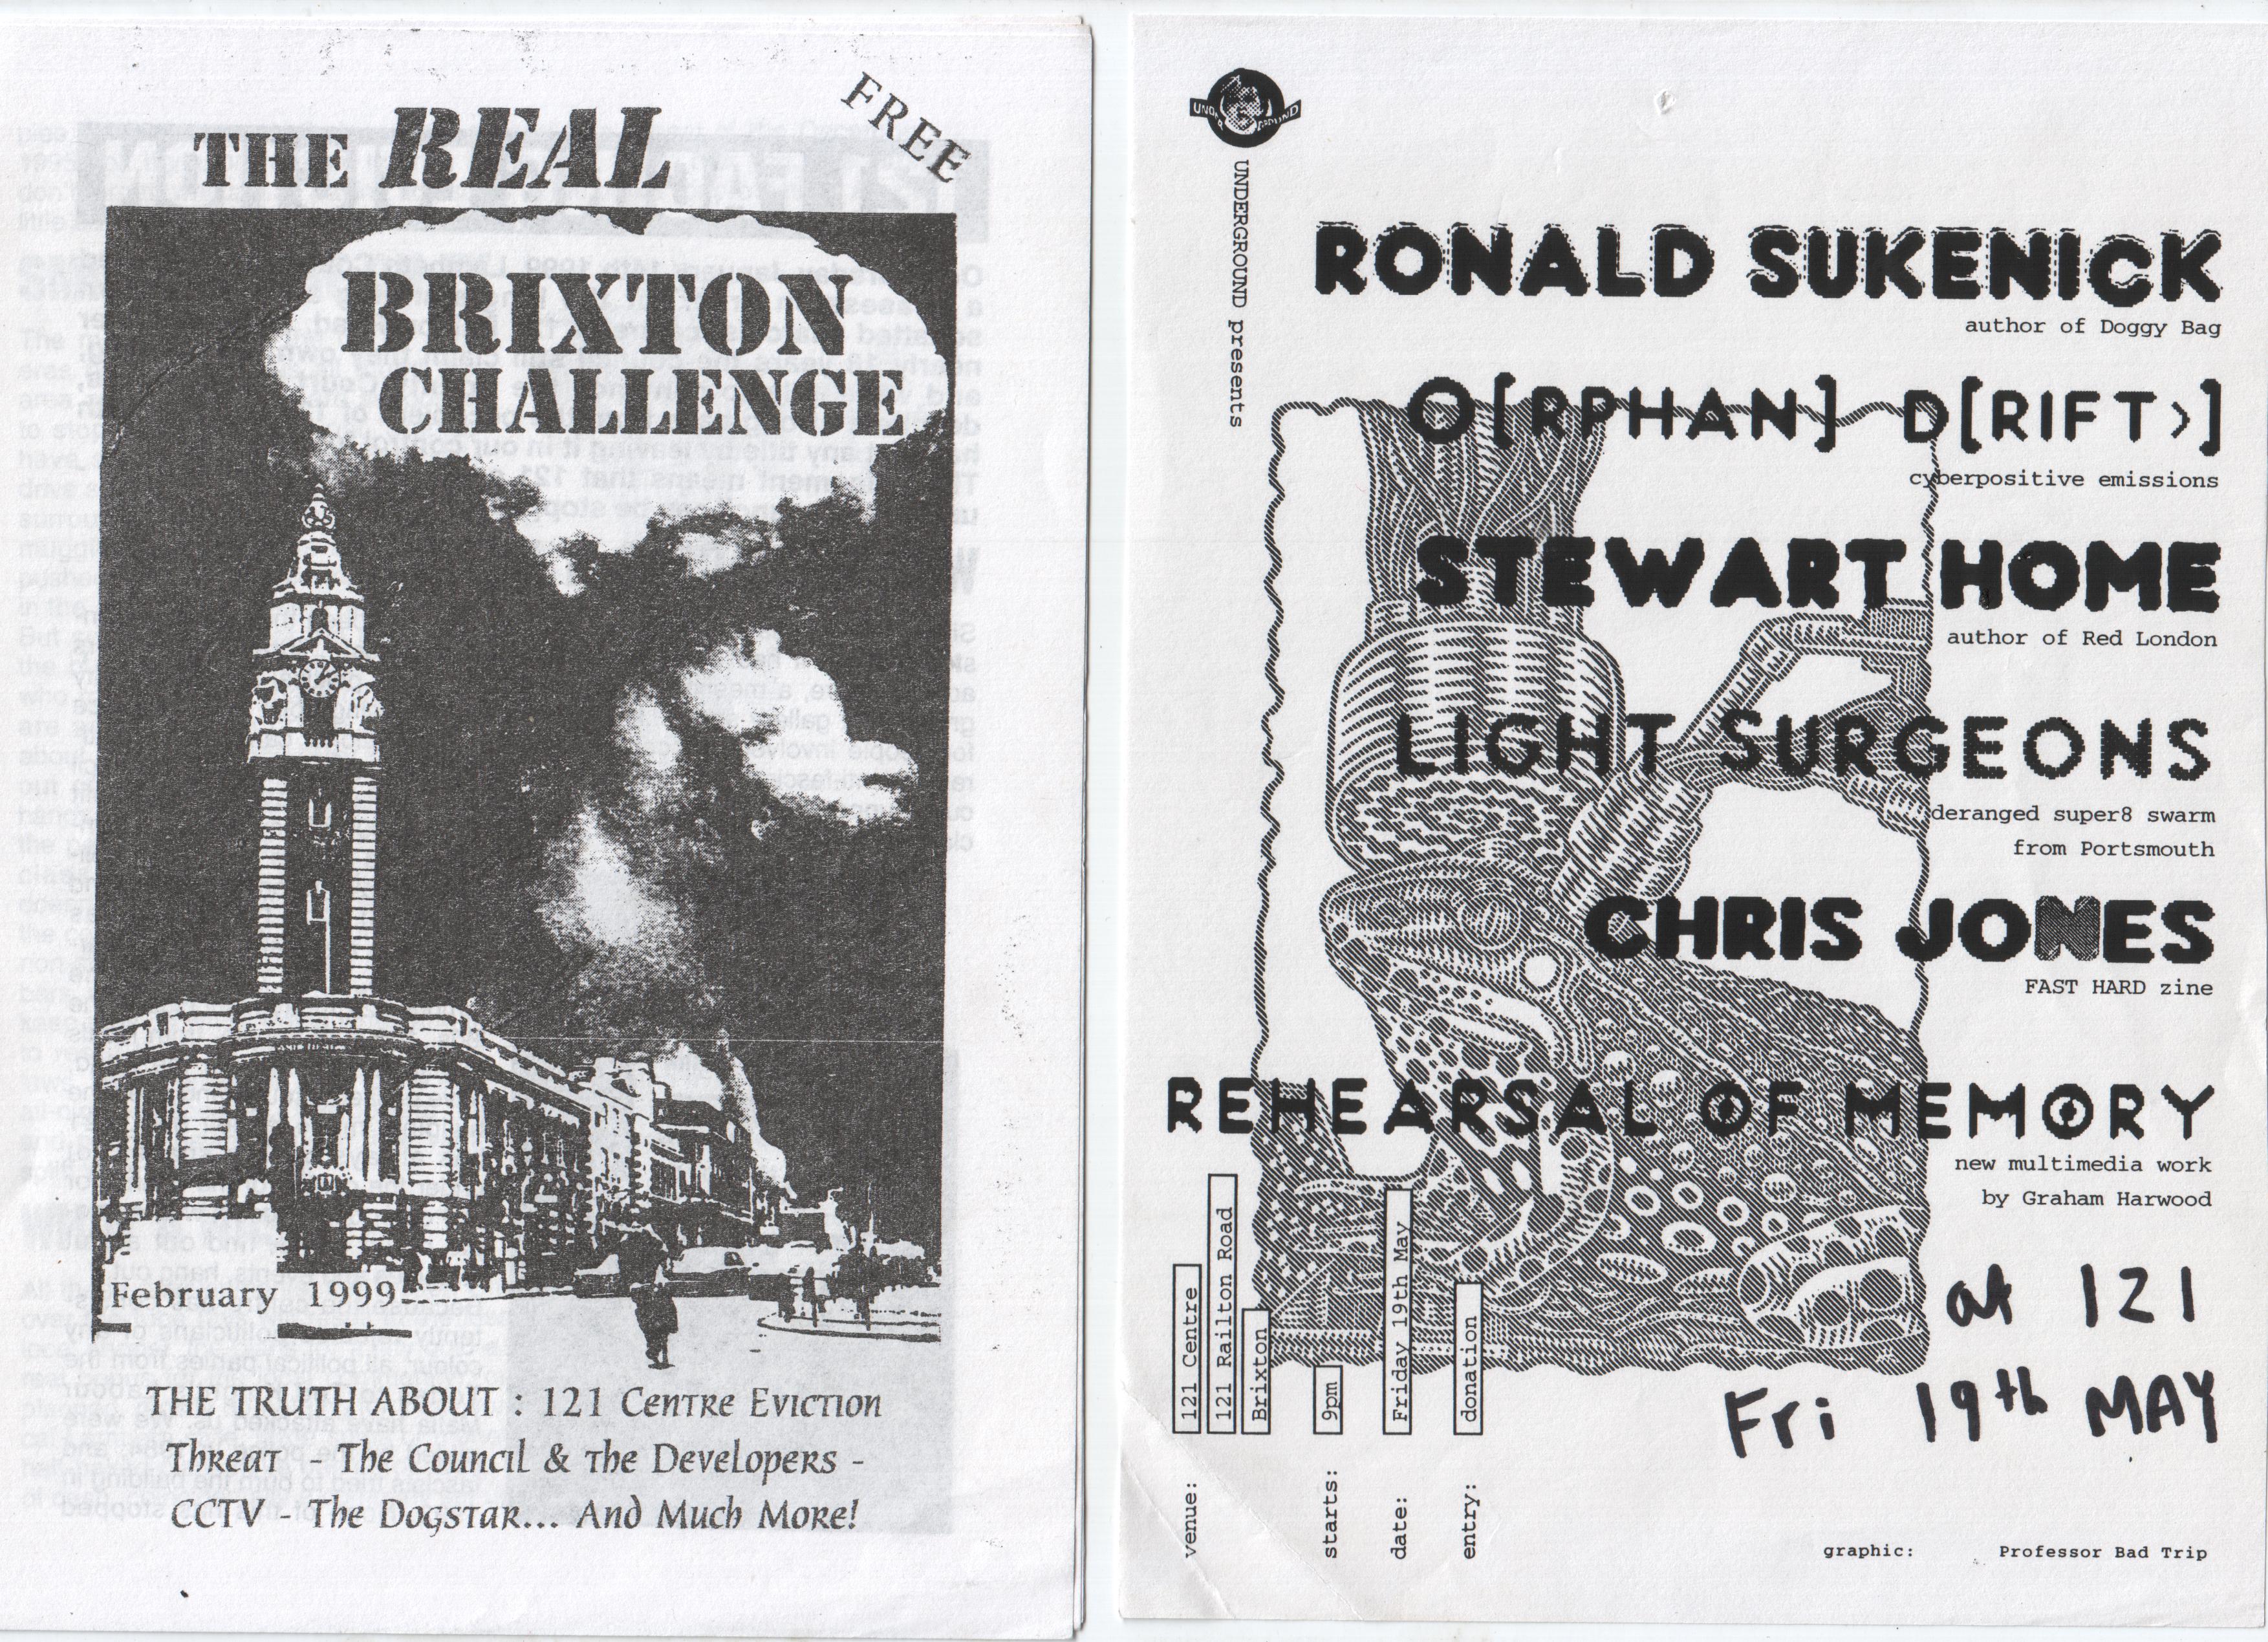 THE REAL
FREE
BRIXTON
CHALLENGE
February 1999
THE TRUTH ABOUT : 121 Centre Eviction
Threat - The Council & the Developers -
CCTV - The Dogstar... And Much More!
UNDERGROUND
UNDERGROUND presents
RONALD SUKENICK
author of Doggy Bag
O[RPHAN] D[RIFT>]
cyberpositive emissions
STEWART HOME
author of Red London
LIGHT SURGEONS
deranged super8 swarm
from Portsmouth
CHRIS JONES
FAST HARD zine
REHEARSAL OF MEMORY
new multimedia work
by Graham Harwood
at 121
Fri 19th MAY
venue: 121 Centre
121 Railton Road
Brixton
starts: 9pm
date: Friday 19th May
entry: donation
graphic: Professor Bad Trip